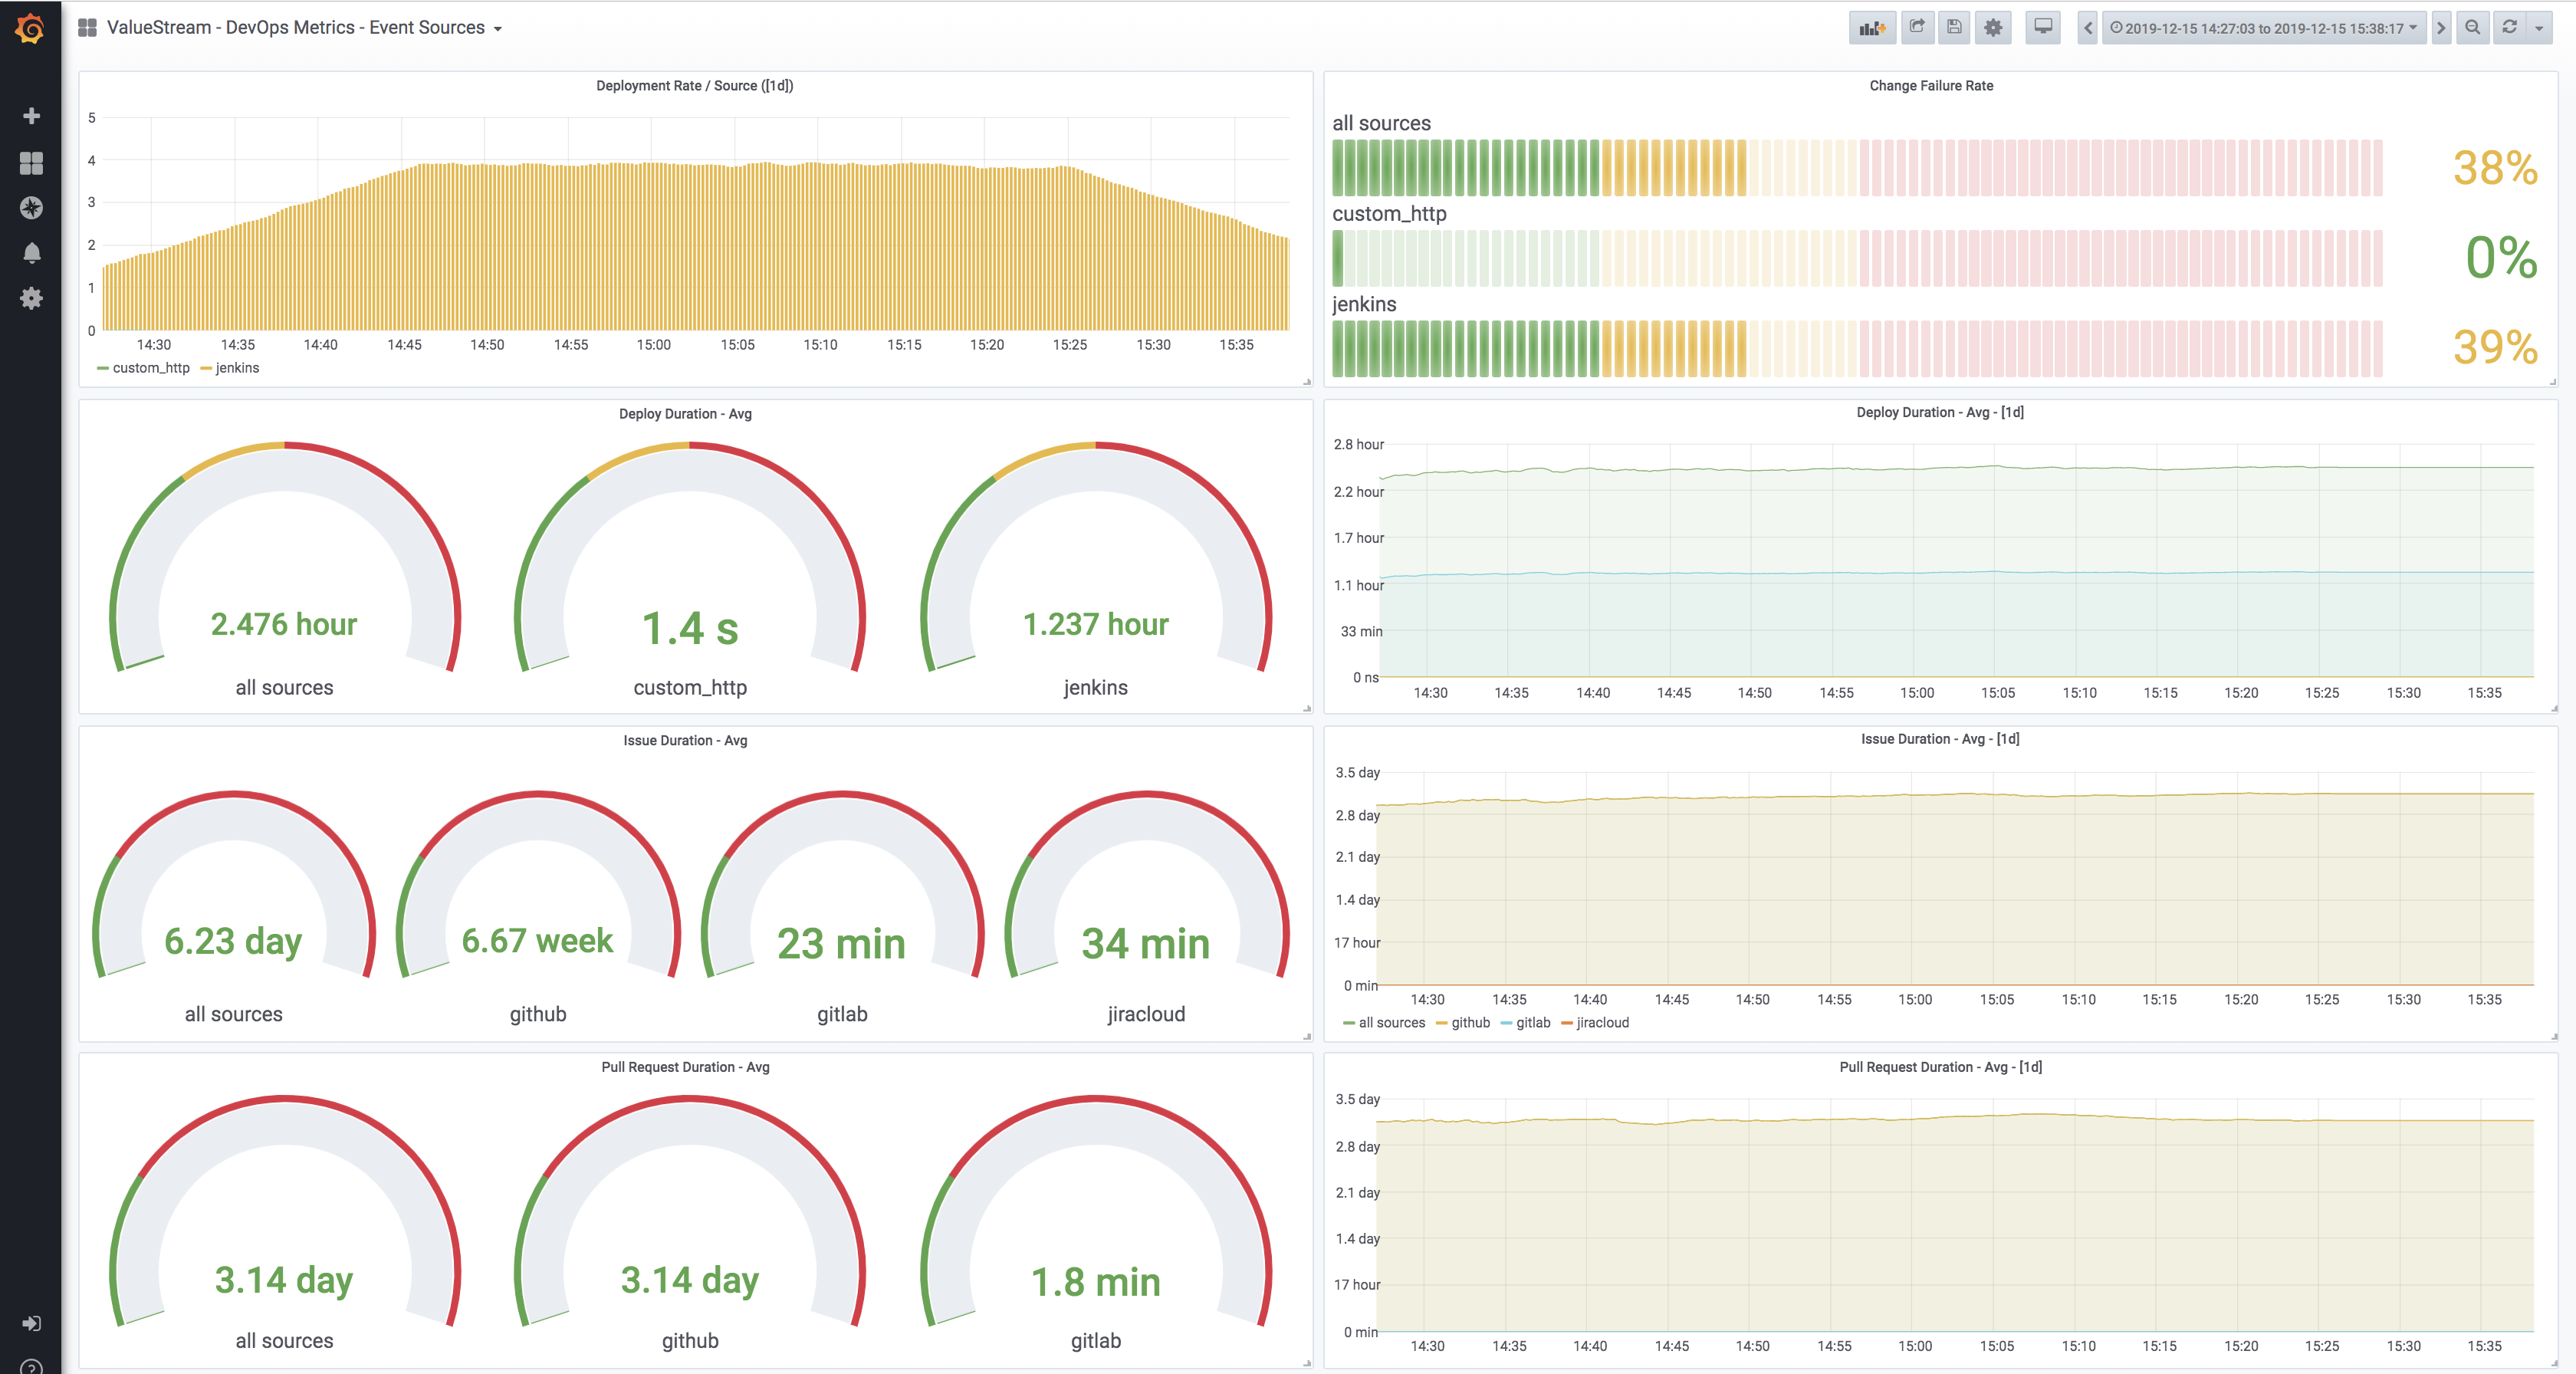 ValueStream - DevOps Metrics - Event Sources
2019-12-15 14:27:03 to 2019-12-15 15:38:17
Deployment Rate / Source ([1d])
5
4
3
2
1
0
14:30 14:35 14:40 14:45 14:50 14:55 15:00 15:05 15:10 15:15 15:20 15:25 15:30 15:35
custom_http jenkins
Change Failure Rate
all sources
38%
custom_http
0%
jenkins
39%
Deploy Duration - Avg
2.476 hour 1.4 s 1.237 hour
all sources custom_http jenkins
Deploy Duration - Avg - [1d]
2.8 hour
2.2 hour
1.7 hour
1.1 hour
33 min
0 ns
14:30 14:35 14:40 14:45 14:50 14:55 15:00 15:05 15:10 15:15 15:20 15:25 15:30 15:35
Issue Duration - Avg
6.23 day 6.67 week 23 min 34 min
all sources github gitlab jiracloud
Issue Duration - Avg - [1d]
3.5 day
2.8 day
2.1 day
1.4 day
17 hour
0 min
14:30 14:35 14:40 14:45 14:50 14:55 15:00 15:05 15:10 15:15 15:20 15:25 15:30 15:35
all sources github gitlab jiracloud
Pull Request Duration - Avg
3.14 day 3.14 day 1.8 min
all sources github gitlab
Pull Request Duration - Avg - [1d]
3.5 day
2.8 day
2.1 day
1.4 day
17 hour
0 min
14:30 14:35 14:40 14:45 14:50 14:55 15:00 15:05 15:10 15:15 15:20 15:25 15:30 15:35